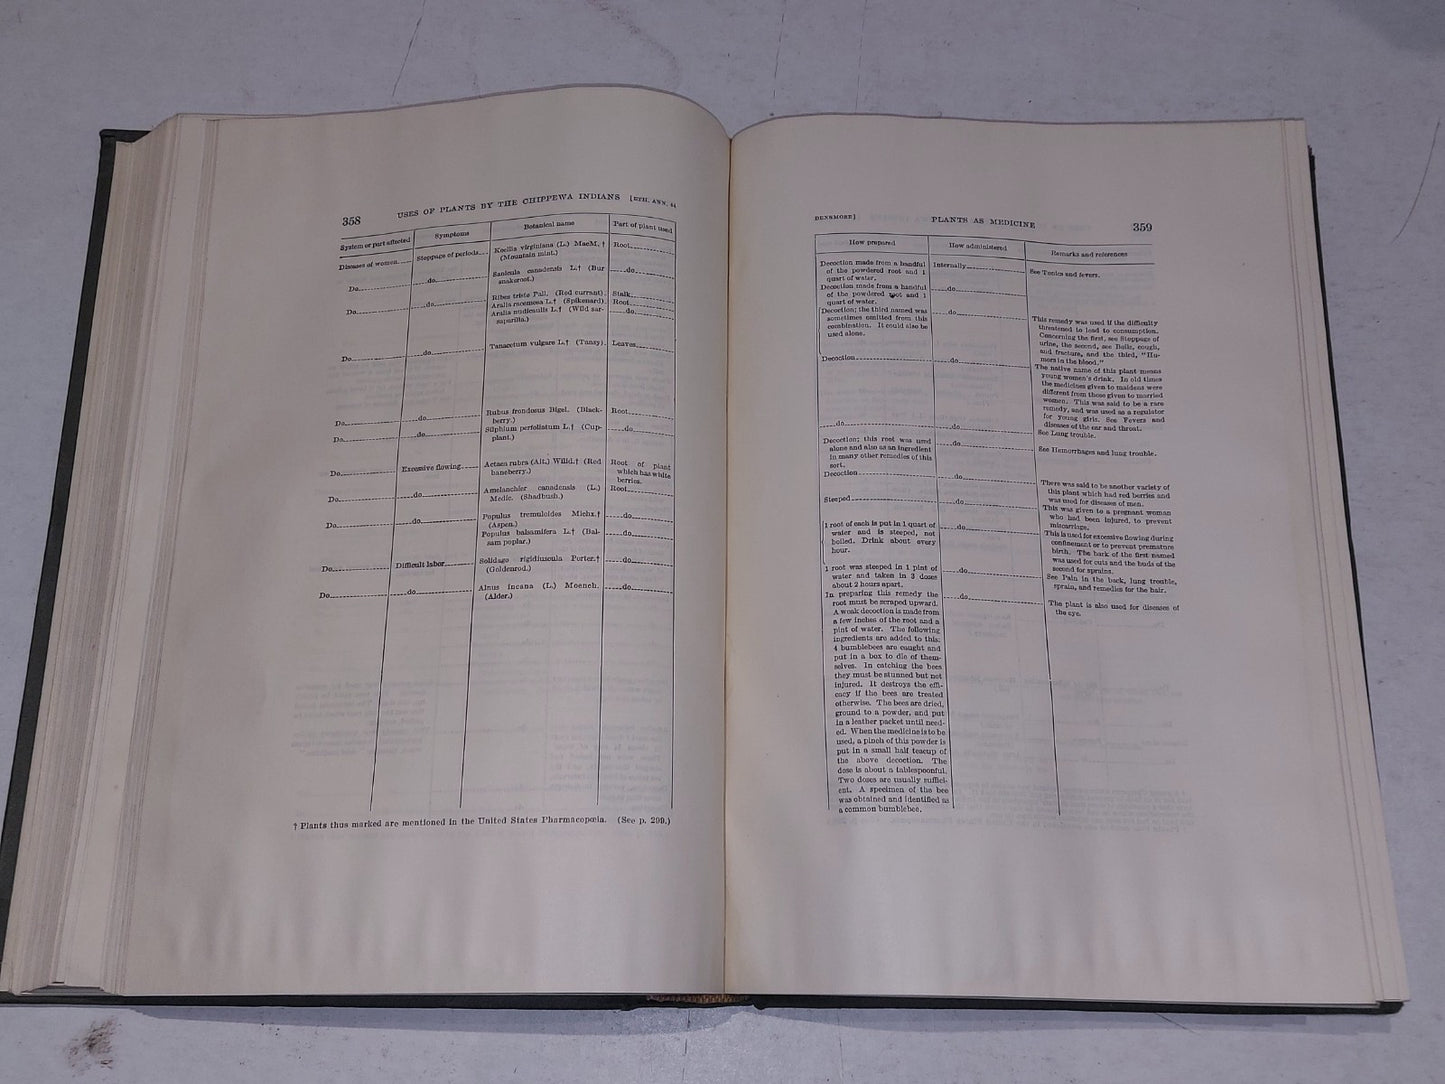 358
USES OF PLANTS BY THE CHIPPEWA INDIANS
[ETH. ANN. 44
System or part affected
Symptoms
Botanical name
Part of plant used
Diseases of women
Stoppage of periods
Koellia virginiana (L.) MacM. †
(Mountain mint.)
Root
Do
do
Sanicula canadensis L.† (Bur
snakeroot.)
do
Do
do
Ribes triste Pall. (Red currant).
Stalk
Aralia racemosa L.† (Spikenard).
Root
Aralia nudicaulis L.† (Wild sar-
saparilla.)
do
Do
do
Tanacetum vulgare L.† (Tansy).
Leaves
Do
do
Rubus frondosus Bigel. (Black-
berry.)
Root
Do
do
Silphium perfoliatum L.† (Cup-
plant.)
do
Do
Excessive flowing
Actaea rubra (Ait.) Willd.† (Red
baneberry.)
Root of plant
which has white
berries.
Do
do
Amelanchier canadensis (L.)
Medic. (Shadbush.)
Root
Do
do
Populus tremuloides Michx.†
(Aspen.)
do
Populus balsamifera L.† (Bal-
sam poplar.)
do
Do
Difficult labor
Solidago rigidiuscula Porter.†
(Goldenrod.)
do
Do
do
Alnus incana (L.) Moench.
(Alder.)
do
† Plants thus marked are mentioned in the United States Pharmacopœia. (See p. 299.)
DENSMORE]
PLANTS AS MEDICINE
359
How prepared
How administered
Remarks and references
Decoction made from a handful
of the powdered root and 1
quart of water.
Internally
See Tonics and fevers.
Decoction made from a handful
of the powdered root and 1
quart of water.
do
Decoction; the third named was
sometimes omitted from this
combination. It could also be
used alone.
do
This remedy was used if the difficulty
threatened to lead to consumption.
Concerning the first, see Stoppage of
urine, the second, see Boils, cough,
and fracture, and the third, "Hu-
mors in the blood."
Decoction
do
The native name of this plant means
young women's drink. In old times
the medicines given to maidens were
different from those given to married
women. This was said to be a rare
remedy, and was used as a regulator
for young girls. See Fevers and
diseases of the ear and throat.
do
do
See Lung trouble.
Decoction; this root was used
alone and also as an ingredient
in many other remedies of this
sort.
do
See Hemorrhages and lung trouble.
Decoction
do
There was said to be another variety of
this plant which had red berries and
was used for diseases of men.
Steeped
do
This was given to a pregnant woman
who had been injured, to prevent
miscarriage.
1 root of each is put in 1 quart of
water and is steeped, not
boiled. Drink about every
hour.
do
This is used for excessive flowing during
confinement or to prevent premature
birth. The bark of the first named
was used for cuts and the buds of the
second for sprains.
1 root was steeped in 1 pint of
water and taken in 3 doses
about 2 hours apart.
do
See Pain in the back, lung trouble,
sprain, and remedies for the hair.
In preparing this remedy the
root must be scraped upward.
A weak decoction is made from
a few inches of the root and a
pint of water. The following
ingredients are added to this:
4 bumblebees are caught and
put in a box to die of them-
selves. In catching the bees
they must be stunned but not
injured. It destroys the effi-
cacy if the bees are treated
otherwise. The bees are dried,
ground to a powder, and put
in a leather packet until need-
ed. When the medicine is to be
used, a pinch of this powder is
put in a small half teacup of
the above decoction. The
dose is about a tablespoonful.
Two doses are usually suffici-
ent. A specimen of the bee
was obtained and identified as
a common bumblebee.
do
The plant is also used for diseases of
the eye.